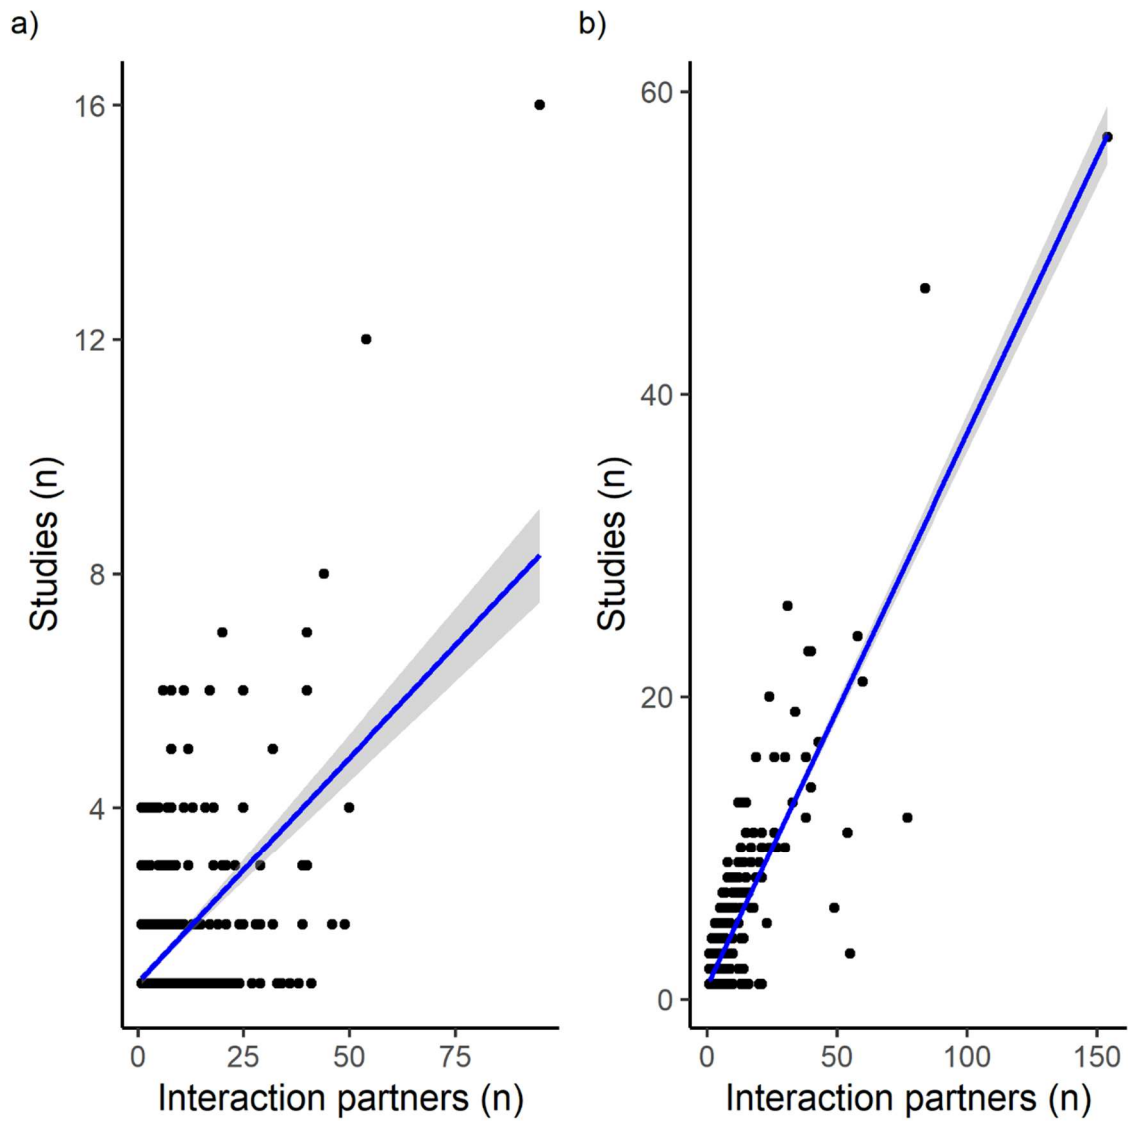 a)
16
12
8
4
Studies (n)
0 25 50 75
Interaction partners (n)
b)
60
40
20
0
Studies (n)
0 50 100 150
Interaction partners (n)